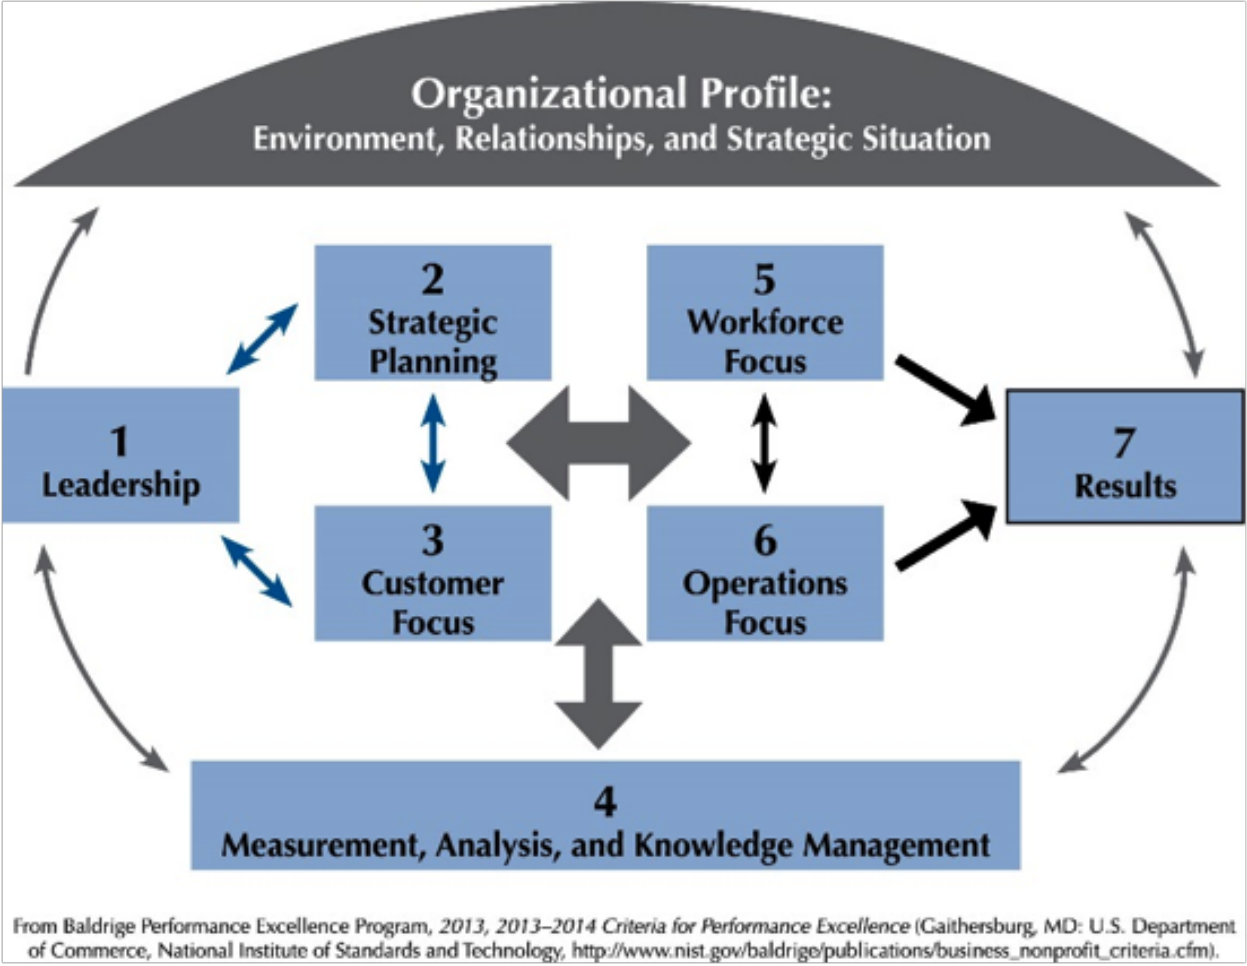 Organizational Profile:
Environment, Relationships, and Strategic Situation
2
Strategic
Planning
5
Workforce
Focus
1
Leadership
7
Results
3
Customer
Focus
6
Operations
Focus
4
Measurement, Analysis, and Knowledge Management
From Baldrige Performance Excellence Program, 2013, 2013–2014 Criteria for Performance Excellence (Gaithersburg, MD: U.S. Department
of Commerce, National Institute of Standards and Technology, http://www.nist.gov/baldrige/publications/business_nonprofit_criteria.cfm).